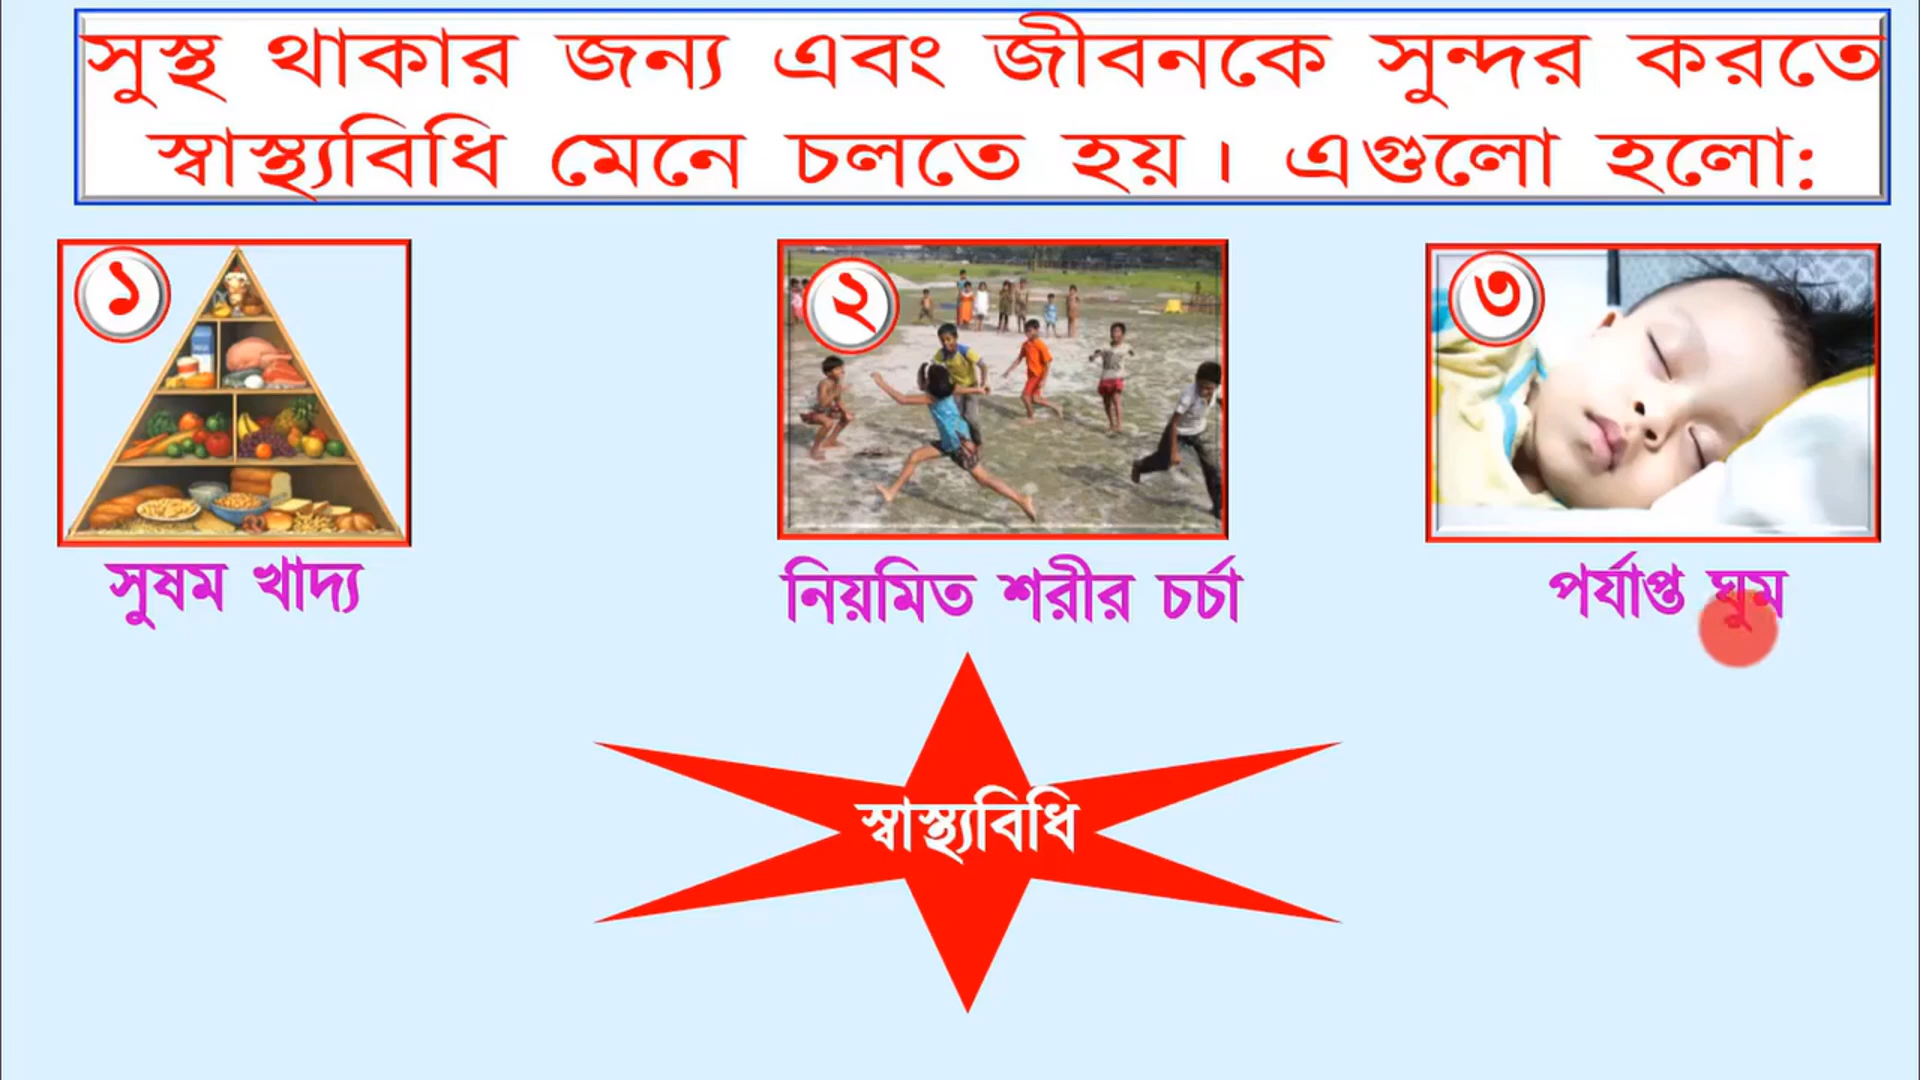 সুস্থ থাকার জন্য এবং জীবনকে সুন্দর করতে
স্বাস্থ্যবিধি মেনে চলতে হয়। এগুলো হলো:
১
২
৩
সুষম খাদ্য
নিয়মিত শরীর চর্চা
পর্যাপ্ত ঘুম
স্বাস্থ্যবিধি